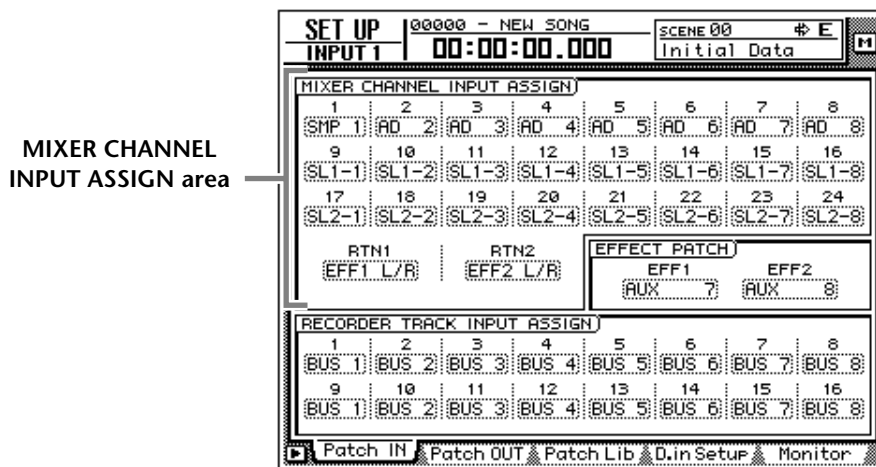 SET UP
INPUT 1
00000 - NEW SONG
00:00:00.000
SCENE 00 E
Initial Data
M
MIXER CHANNEL
INPUT ASSIGN area
MIXER CHANNEL INPUT ASSIGN
1 2 3 4 5 6 7 8
SMP 1 AD 2 AD 3 AD 4 AD 5 AD 6 AD 7 AD 8
9 10 11 12 13 14 15 16
SL1-1 SL1-2 SL1-3 SL1-4 SL1-5 SL1-6 SL1-7 SL1-8
17 18 19 20 21 22 23 24
SL2-1 SL2-2 SL2-3 SL2-4 SL2-5 SL2-6 SL2-7 SL2-8
RTN1 RTN2
EFF1 L/R EFF2 L/R
EFFECT PATCH
EFF1 EFF2
AUX 7 AUX 8
RECORDER TRACK INPUT ASSIGN
1 2 3 4 5 6 7 8
BUS 1 BUS 2 BUS 3 BUS 4 BUS 5 BUS 6 BUS 7 BUS 8
9 10 11 12 13 14 15 16
BUS 1 BUS 2 BUS 3 BUS 4 BUS 5 BUS 6 BUS 7 BUS 8
Patch IN Patch OUT Patch Lib D.in Setup Monitor